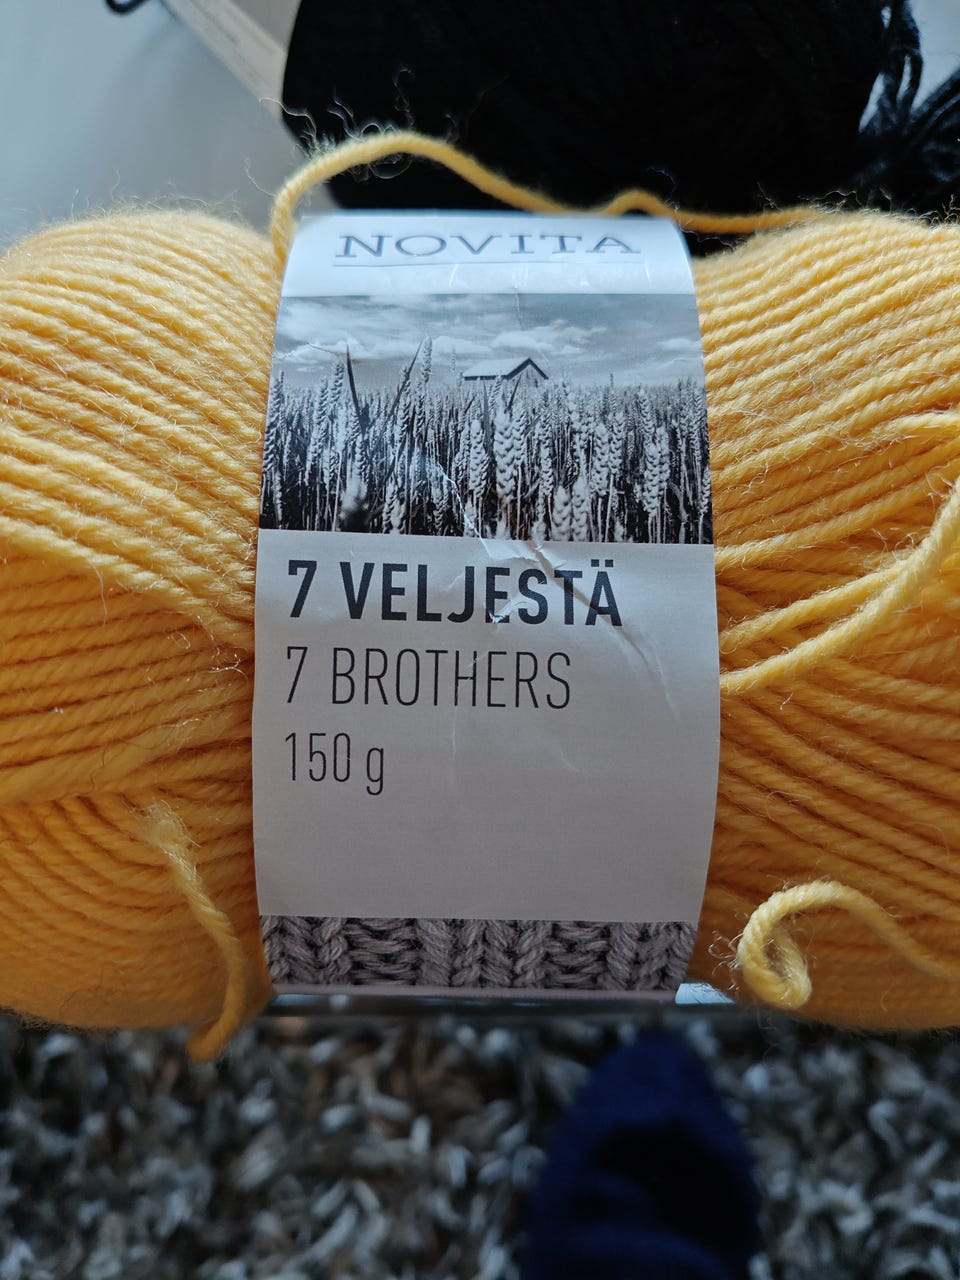 NOVITA
7 VELJESTÄ
7 BROTHERS
150 g